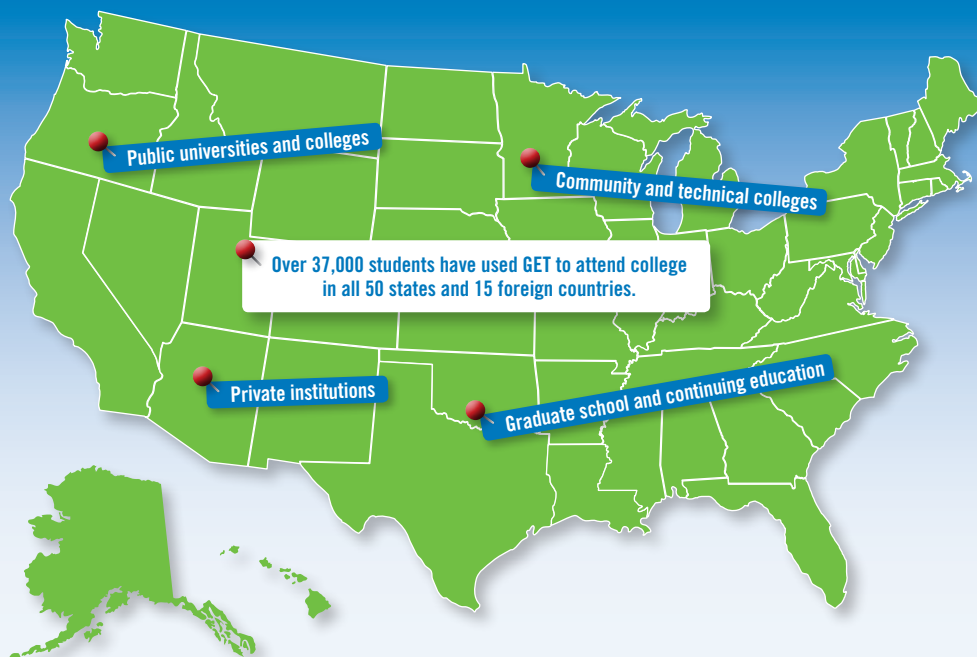 Public universities and colleges
Community and technical colleges
Over 37,000 students have used GET to attend college
in all 50 states and 15 foreign countries.
Private institutions
Graduate school and continuing education